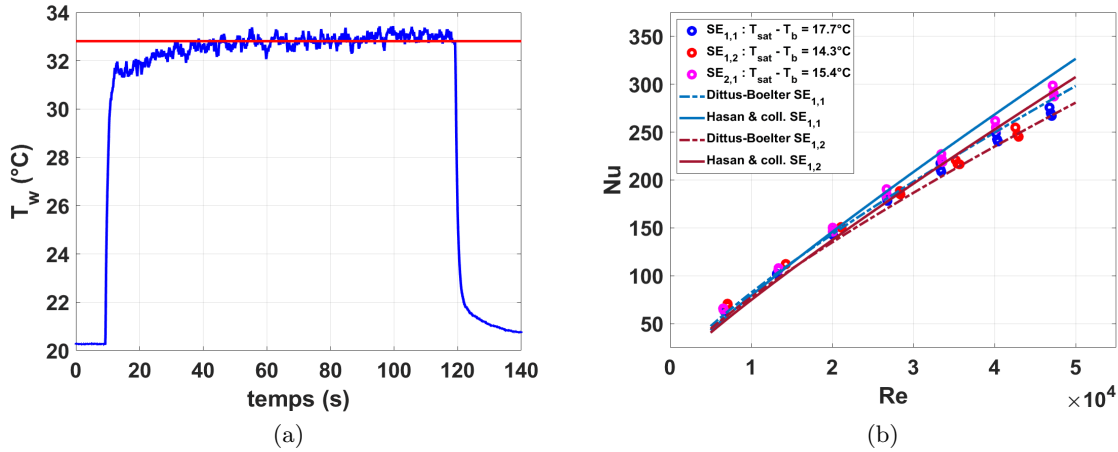 34
32
30
28
26
24
22
20
T_w (°C)
0 20 40 60 80 100 120 140
temps (s)
(a)
350
300
250
200
150
100
50
Nu
SE_1,1 : T_sat - T_b = 17.7°C
SE_1,2 : T_sat - T_b = 14.3°C
SE_2,1 : T_sat - T_b = 15.4°C
Dittus-Boelter SE_1,1
Hasan & coll. SE_1,1
Dittus-Boelter SE_1,2
Hasan & coll. SE_1,2
0 1 2 3 4 5
Re
×10^4
(b)